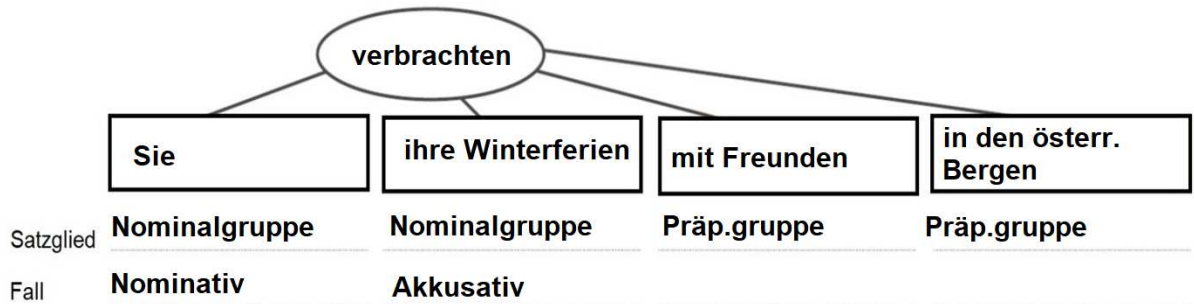 verbrachten
Sie
ihre Winterferien
mit Freunden
in den österr.
Bergen
Satzglied Nominalgruppe Nominalgruppe Präp.gruppe Präp.gruppe
Fall Nominativ Akkusativ